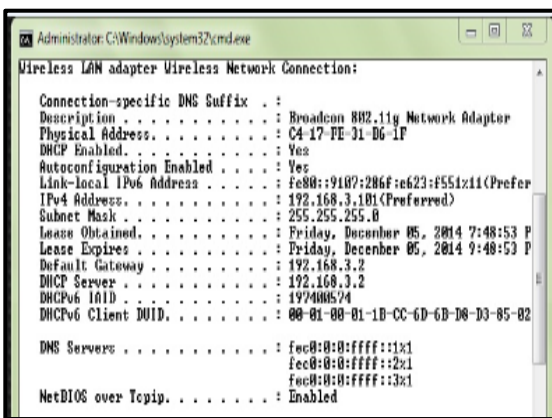 Administrator: C:\Windows\system32\cmd.exe
Wireless LAN adapter Wireless Network Connection:
Connection-specific DNS Suffix . :
Description . . . . . . . . . . . : Broadcom 802.11g Network Adapter
Physical Address. . . . . . . . . : C4-17-FE-31-D6-1F
DHCP Enabled. . . . . . . . . . . : Yes
Autoconfiguration Enabled . . . . : Yes
Link-local IPv6 Address . . . . . : fe80::9107:286f:e623:f551%11(Prefer
IPv4 Address. . . . . . . . . . . : 192.168.3.101(Preferred)
Subnet Mask . . . . . . . . . . . : 255.255.255.0
Lease Obtained. . . . . . . . . . : Friday, December 05, 2014 7:48:53 P
Lease Expires . . . . . . . . . . : Friday, December 05, 2014 9:48:53 P
Default Gateway . . . . . . . . . : 192.168.3.2
DHCP Server . . . . . . . . . . . : 192.168.3.2
DHCPv6 IAID . . . . . . . . . . . : 197400574
DHCPv6 Client DUID. . . . . . . . : 00-01-00-01-1B-CC-6D-6B-D8-D3-85-02
DNS Servers . . . . . . . . . . . : fec0:0:0:ffff::1%1
fec0:0:0:ffff::2%1
fec0:0:0:ffff::3%1
NetBIOS over Tcpip. . . . . . . . : Enabled